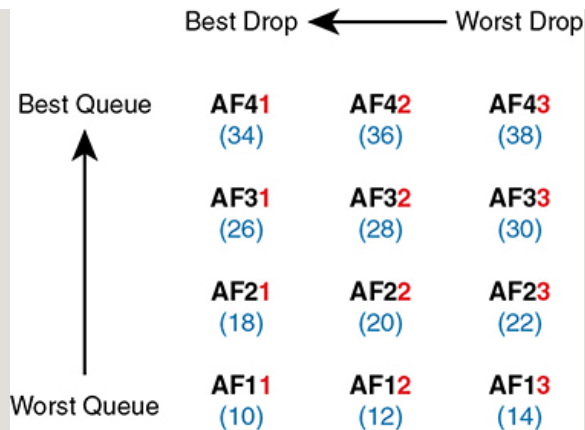 Best Drop Worst Drop
Best Queue AF41 AF42 AF43
(34) (36) (38)
AF31 AF32 AF33
(26) (28) (30)
AF21 AF22 AF23
(18) (20) (22)
Worst Queue AF11 AF12 AF13
(10) (12) (14)